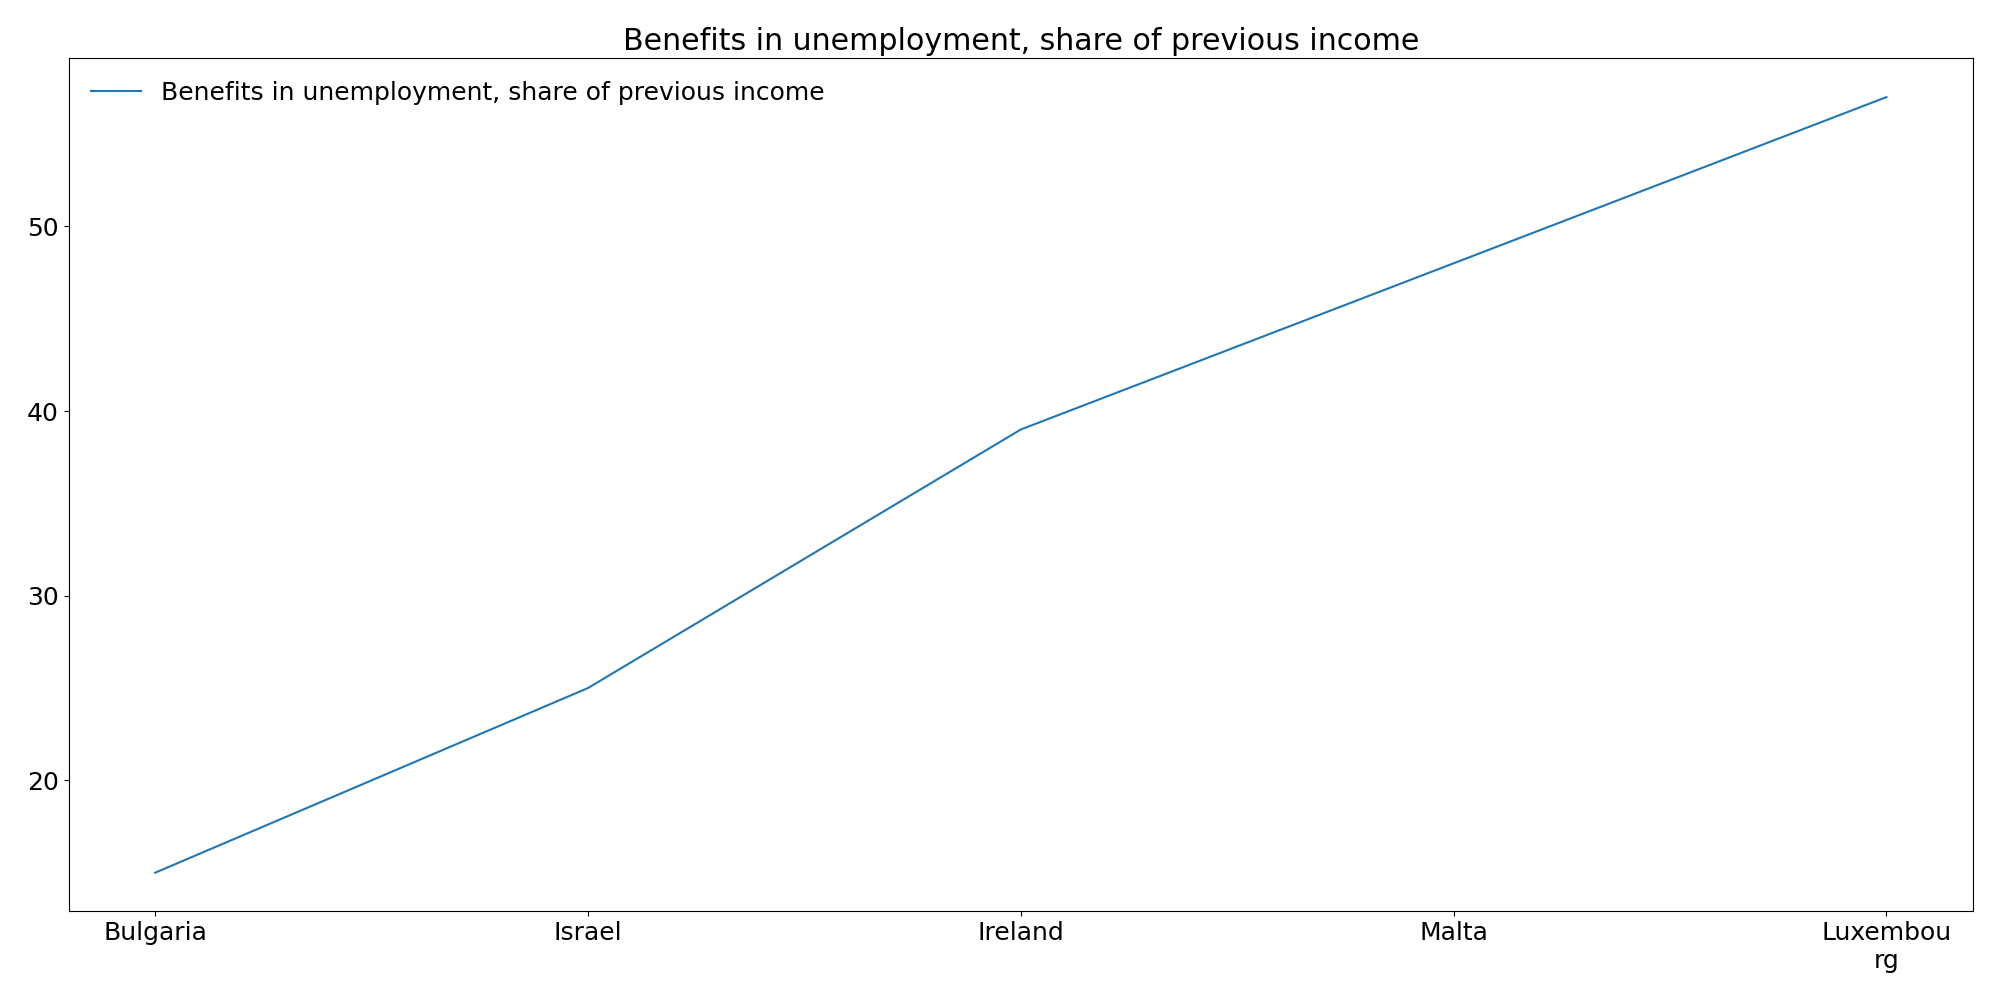 Benefits in unemployment, share of previous income
Benefits in unemployment, share of previous income
50
40
30
20
Bulgaria Israel Ireland Malta Luxembou
rg